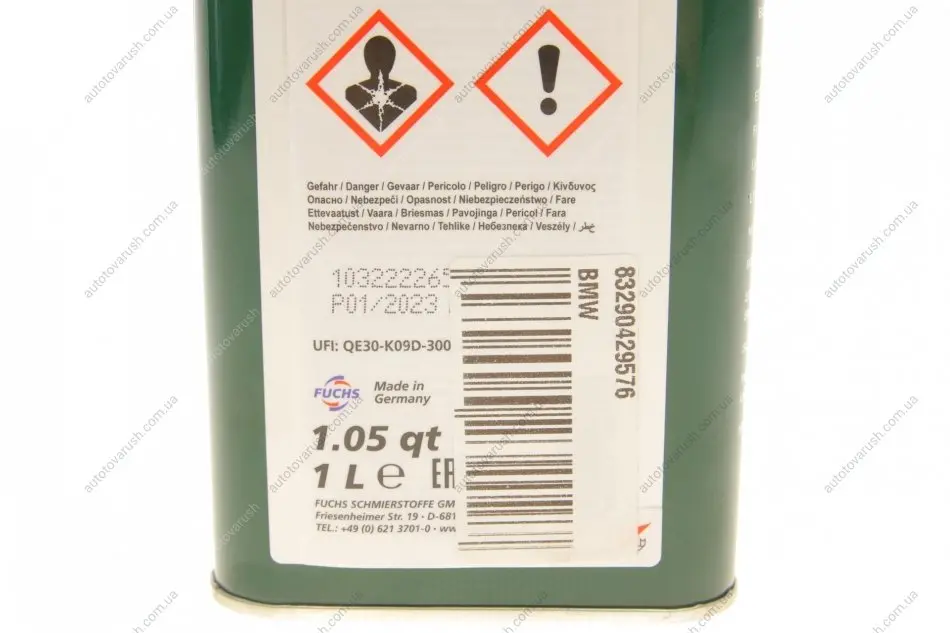 Gefahr / Danger / Gevaar / Pericolo / Peligro / Perigo / Κίνδυνος
Опасно / Nebezpečí / Opasnost / Niebezpieczeństwo / Fare
Ettevaatust / Vaara / Briesmas / Pavojinga / Pericol / Fara
Nebezpečenstvo / Nevarno / Tehlike / Небезпека / Veszély / خطر
103222265
P01/2023
UFI: QE30-K09D-300
FUCHS
Made in
Germany
1.05 qt
1 L e
FUCHS SCHMIERSTOFFE GM
Friesenheimer Str. 19 • D-681
TEL.: +49 (0) 621 3701-0 • ww
BMW
83290429576
autotovarush.com.ua